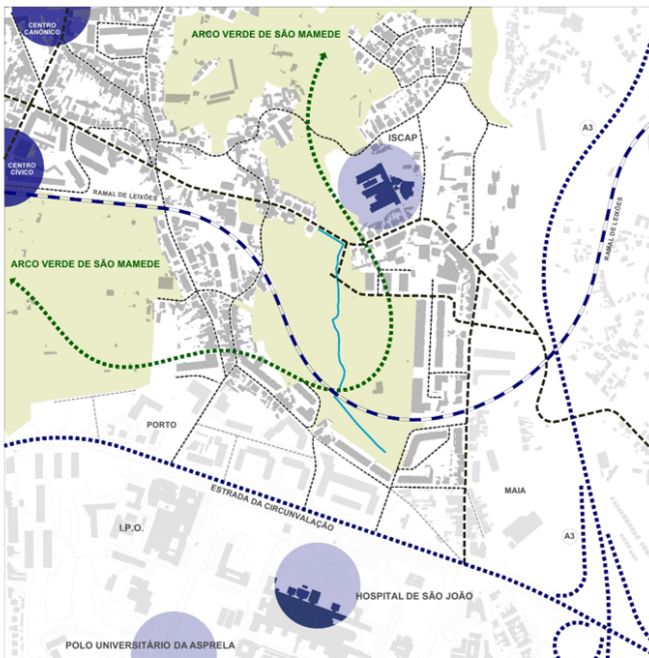 CENTRO
CANÓNICO
ARCO VERDE DE SÃO MAMEDE
A3
ISCAP
CENTRO
CÍVICO
RAMAL DE LEIXÕES
RAMAL DE LEIXÕES
ARCO VERDE DE SÃO MAMEDE
PORTO
ESTRADA DA CIRCUNVALAÇÃO
MAIA
I.P.O.
A3
HOSPITAL DE SÃO JOÃO
POLO UNIVERSITÁRIO DA ASPRELA